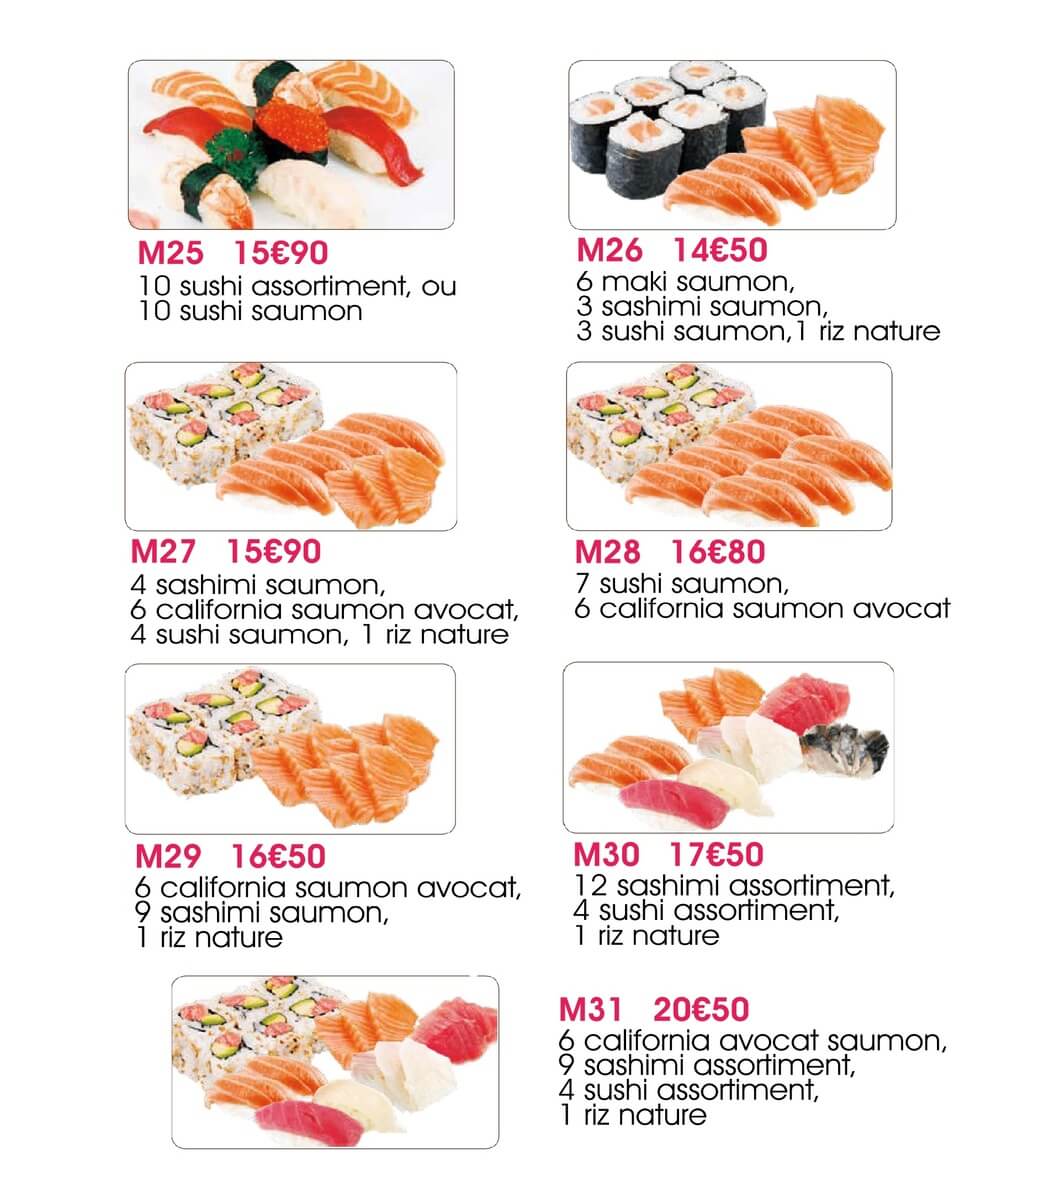 M25 15€90
10 sushi assortiment, ou
10 sushi saumon
M26 14€50
6 maki saumon,
3 sashimi saumon,
3 sushi saumon,1 riz nature
M27 15€90
4 sashimi saumon,
6 california saumon avocat,
4 sushi saumon, 1 riz nature
M28 16€80
7 sushi saumon,
6 california saumon avocat
M29 16€50
6 california saumon avocat,
9 sashimi saumon,
1 riz nature
M30 17€50
12 sashimi assortiment,
4 sushi assortiment,
1 riz nature
M31 20€50
6 california avocat saumon,
9 sashimi assortiment,
4 sushi assortiment,
1 riz nature